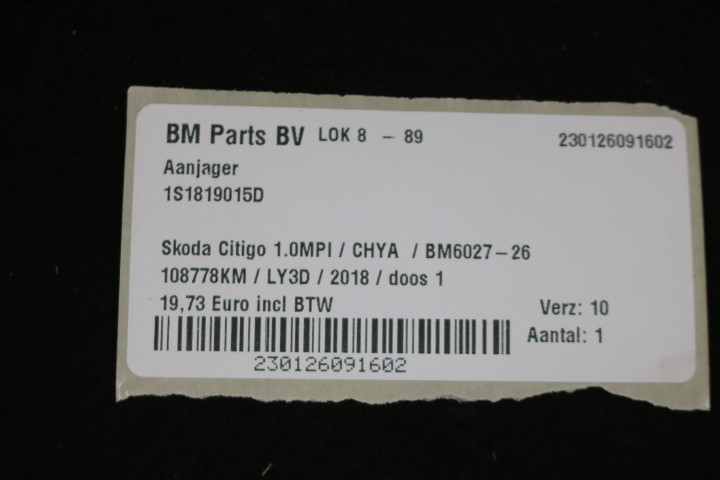 BM Parts BV LOK 8 - 89 230126091602
Aanjager
1S1819015D
Skoda Citigo 1.0MPI / CHYA / BM6027-26
108778KM / LY3D / 2018 / doos 1
19,73 Euro incl BTW Verz: 10
Aantal: 1
230126091602